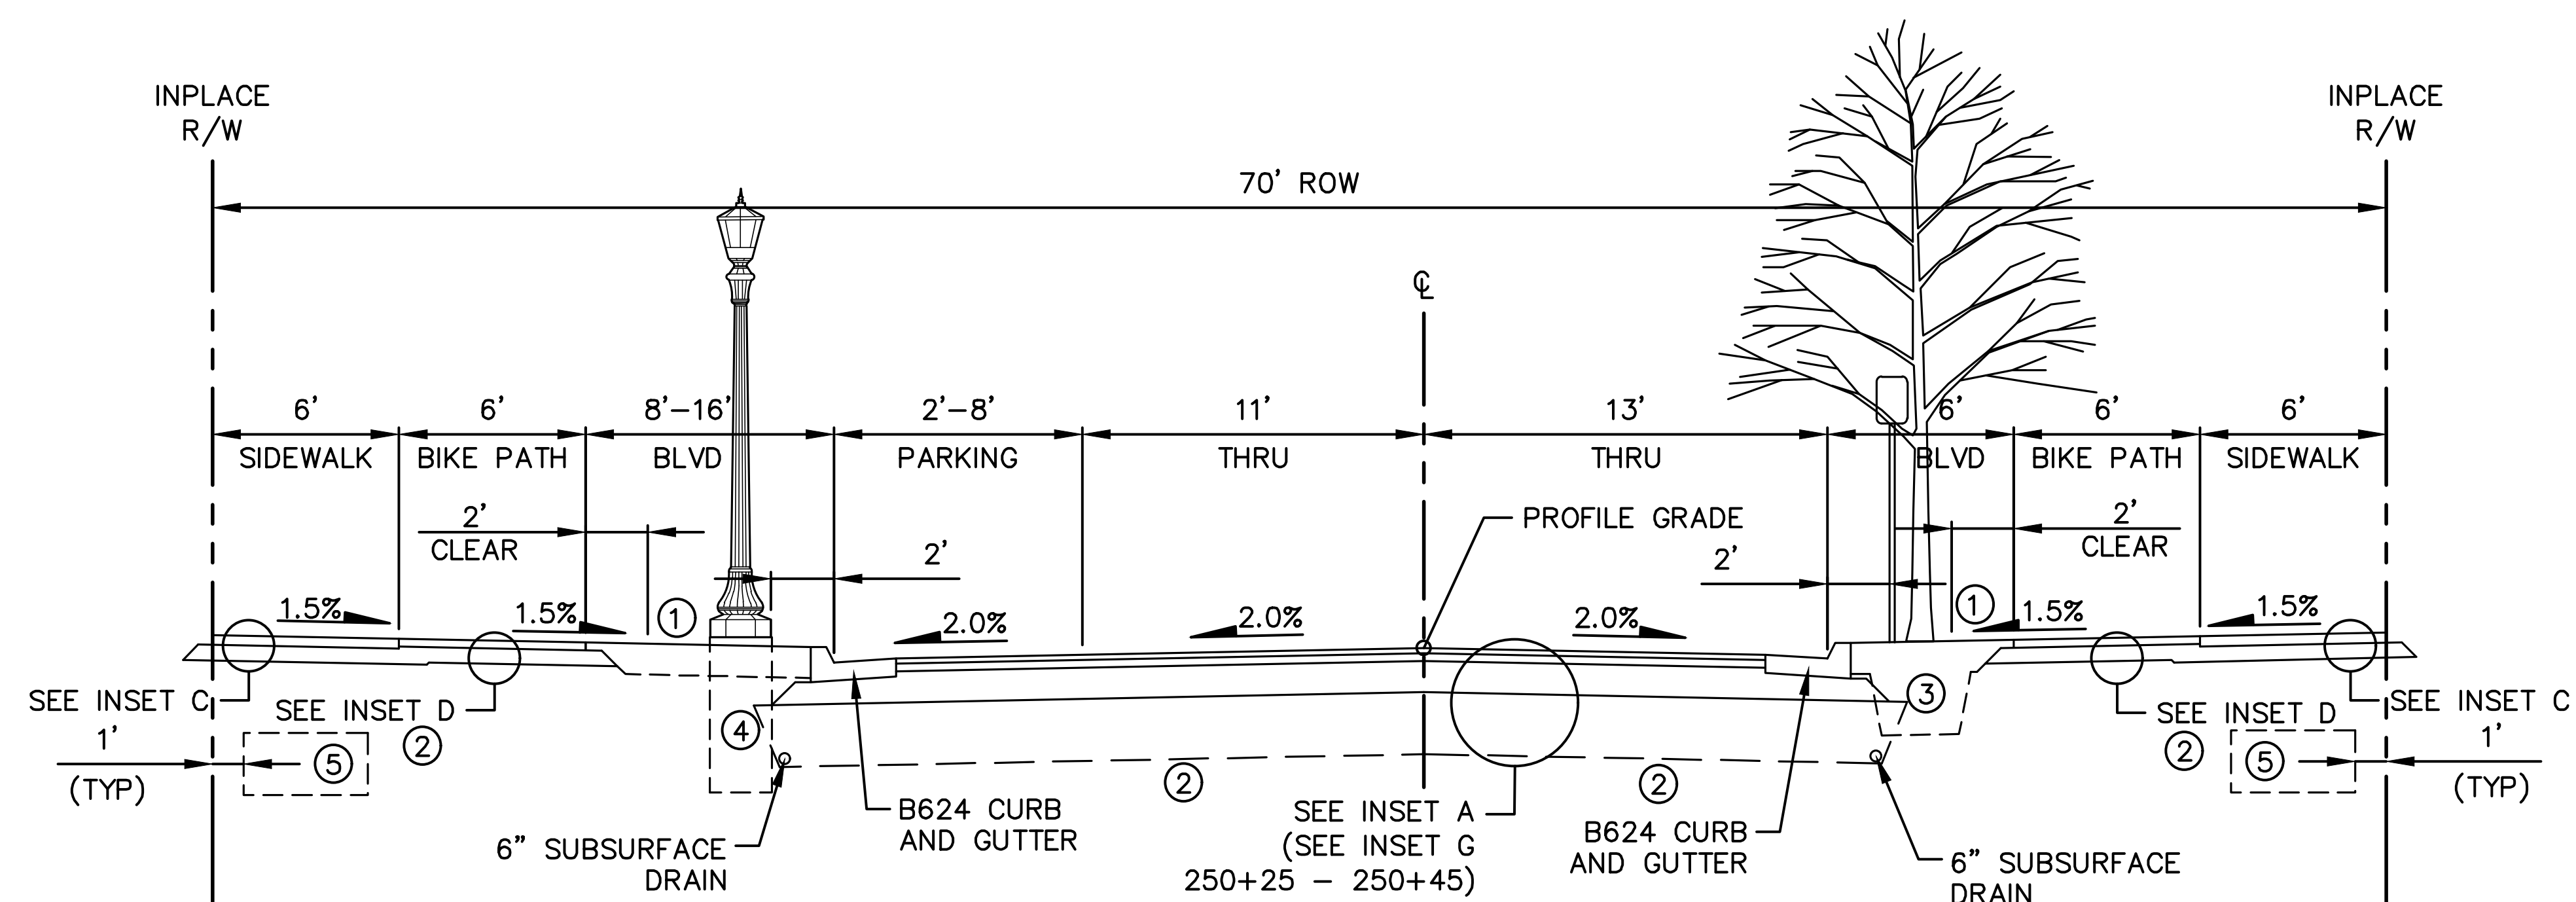 INPLACE
R/W
INPLACE
R/W
70' ROW
℄
6' 6' 8'-16' 2'-8' 11' 13' 6' 6' 6'
SIDEWALK BIKE PATH BLVD PARKING THRU THRU BLVD BIKE PATH SIDEWALK
2'
CLEAR
2'
PROFILE GRADE
2'
2'
CLEAR
1.5% 1.5% 1 2.0% 2.0% 2.0% 1 1.5% 1.5%
SEE INSET C
SEE INSET D
2
4
3
SEE INSET D
2
SEE INSET C
1'
(TYP)
5
2
2
5
1'
(TYP)
6" SUBSURFACE
DRAIN
B624 CURB
AND GUTTER
SEE INSET A
(SEE INSET G
250+25 - 250+45)
B624 CURB
AND GUTTER
6" SUBSURFACE
DRAIN